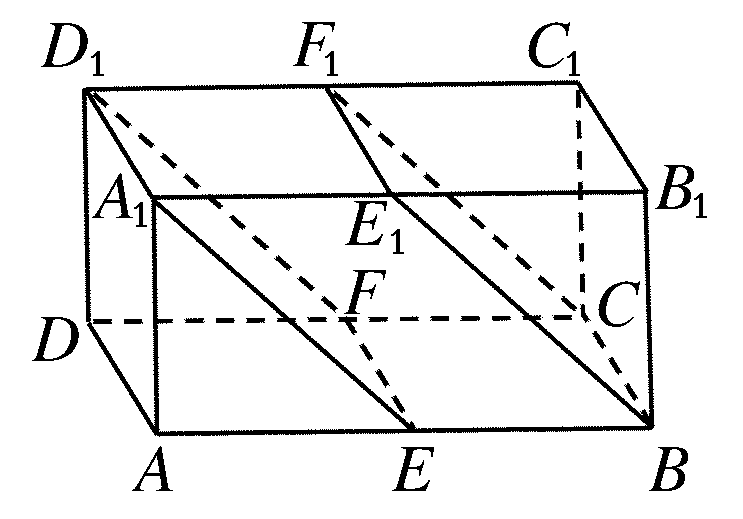 D₁ F₁ C₁
A₁ E₁ B₁
F C
D
A E B